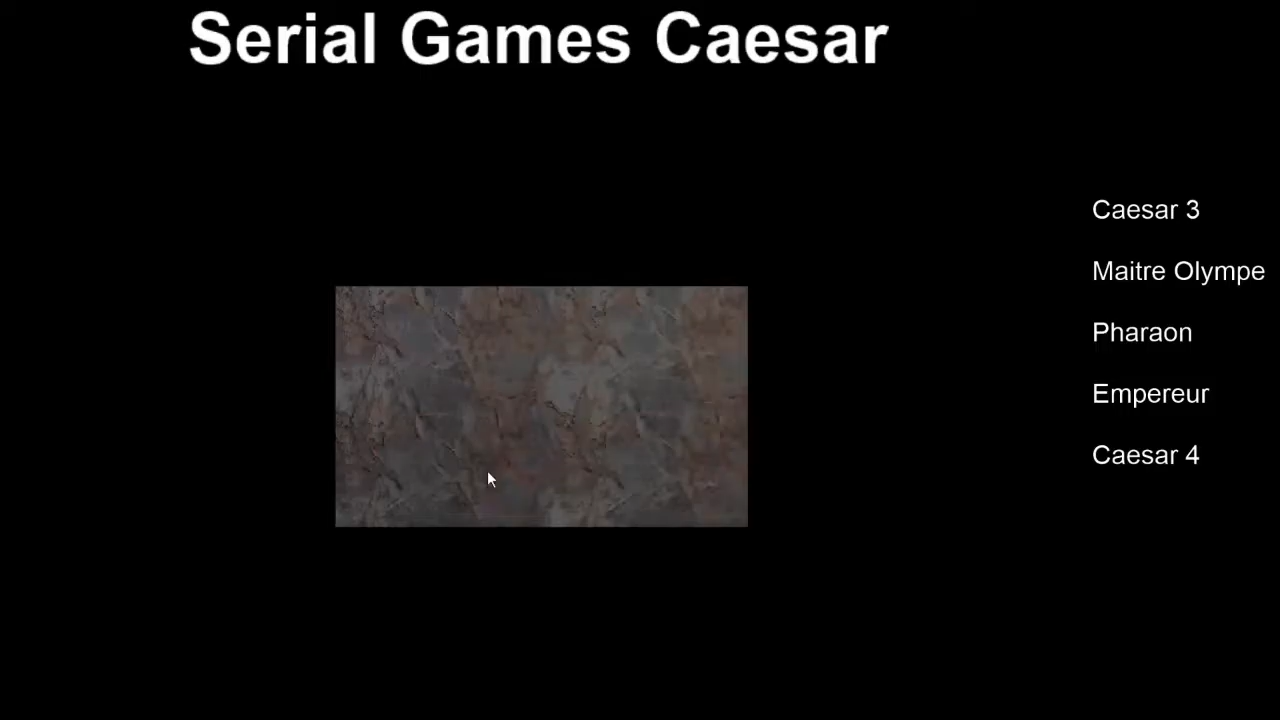 Serial Games Caesar
Caesar 3
Maitre Olympe
Pharaon
Empereur
Caesar 4